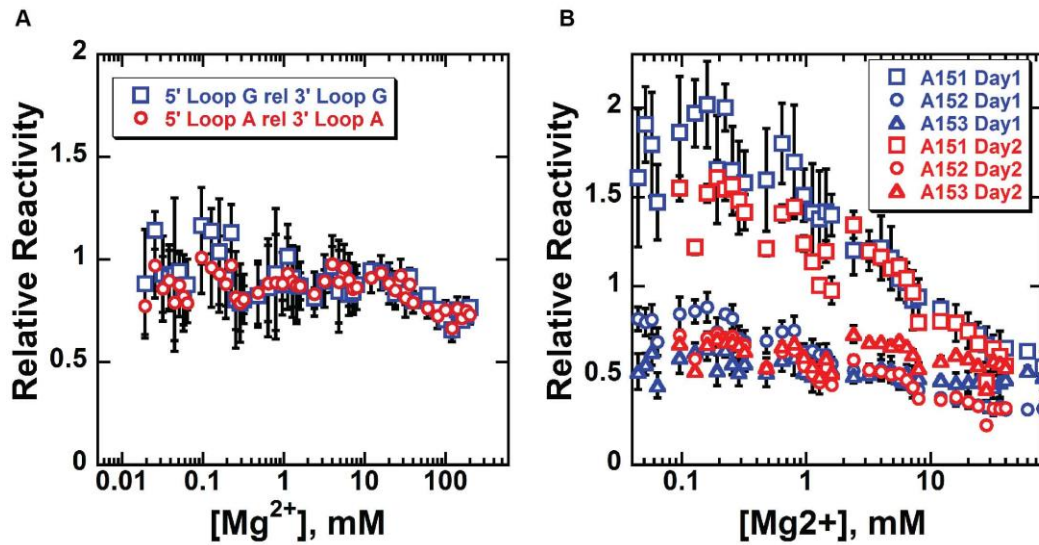 A
B
Relative Reactivity
2
1.5
1
0.5
0
5' Loop G rel 3' Loop G
5' Loop A rel 3' Loop A
0.01
0.1
1
10
100
[Mg2+], mM
Relative Reactivity
2
1.5
1
0.5
0
A151 Day1
A152 Day1
A153 Day1
A151 Day2
A152 Day2
A153 Day2
0.1
1
10
[Mg2+], mM